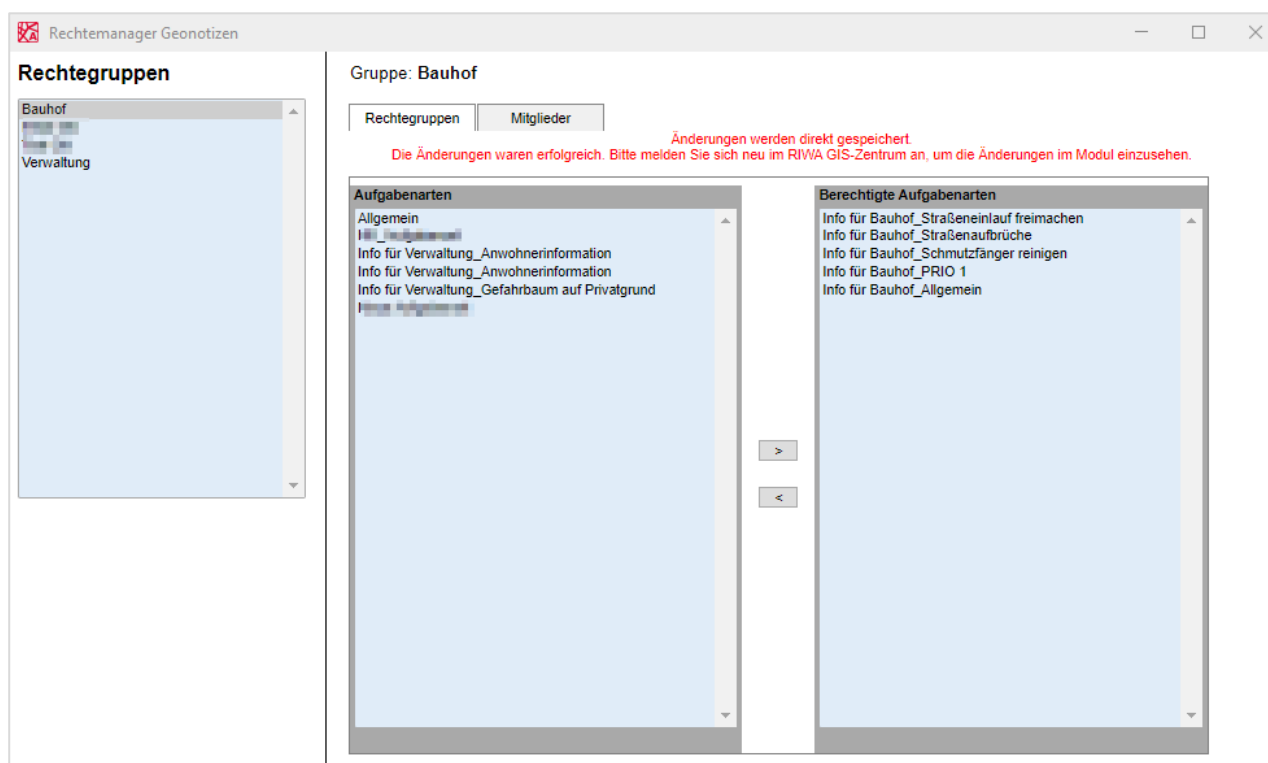 Rechtemanager Geonotizen
Rechtegruppen
Bauhof
Verwaltung
Gruppe: Bauhof
Rechtegruppen
Mitglieder
Änderungen werden direkt gespeichert.
Die Änderungen waren erfolgreich. Bitte melden Sie sich neu im RIWA GIS-Zentrum an, um die Änderungen im Modul einzusehen.
Aufgabenarten
Allgemein
Info für Verwaltung_Anwohnerinformation
Info für Verwaltung_Anwohnerinformation
Info für Verwaltung_Gefahrbaum auf Privatgrund
>
<
Berechtigte Aufgabenarten
Info für Bauhof_Straßeneinlauf freimachen
Info für Bauhof_Straßenaufbrüche
Info für Bauhof_Schmutzfänger reinigen
Info für Bauhof_PRIO 1
Info für Bauhof_Allgemein